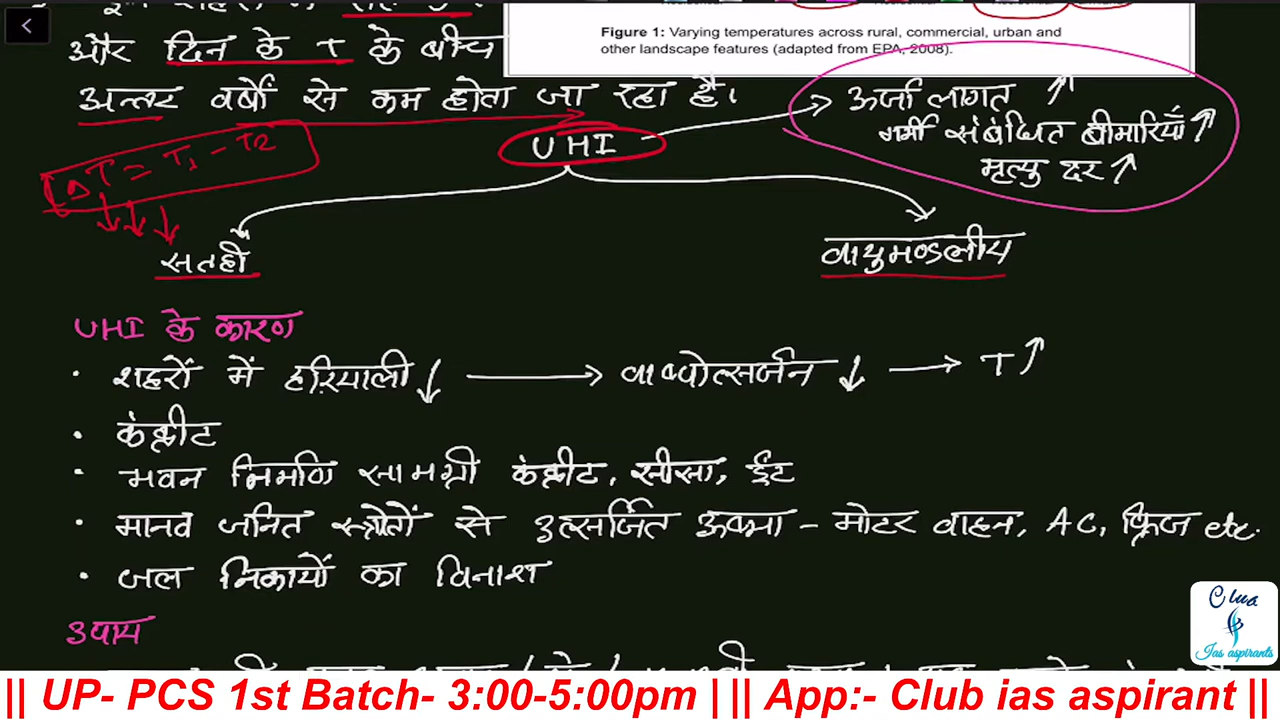 Figure 1: Varying temperatures across rural, commercial, urban and
other landscape features (adapted from EPA, 2008).
और दिन के T के बीच
अन्तर वर्षों से कम होता जा रहा है।
ऊर्जा लागत ↑
गर्मी संबंधित बीमारियाँ ↑
मृत्यु दर ↑
UHI
ΔT = T1 - T2
सतही
वायुमण्डलीय
UHI के कारण
• शहरों में हरियाली ↓ → वाष्पोत्सर्जन ↓ → T ↑
• कंक्रीट
• भवन निर्माण सामग्री कंक्रीट, सीसा, ईंट
• मानव जनित स्त्रोतों से उत्सर्जित ऊष्मा - मोटर वाहन, AC, फ्रिज etc.
• जल निकायों का विनाश
उपाय
Club
Ias aspirants
|| UP- PCS 1st Batch- 3:00-5:00pm | || App:- Club ias aspirant ||